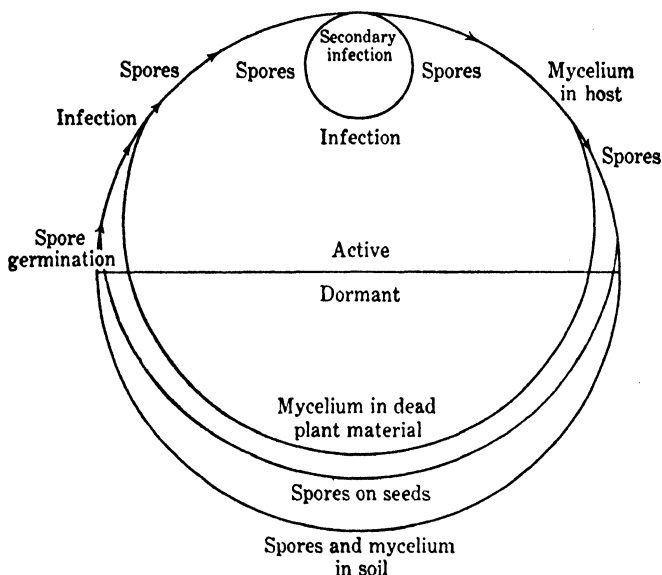 Secondary
infection
Spores
Spores
Spores
Mycelium
in host
Infection
Infection
Spores
Spore
germination
Active
Dormant
Mycelium in dead
plant material
Spores on seeds
Spores and mycelium
in soil